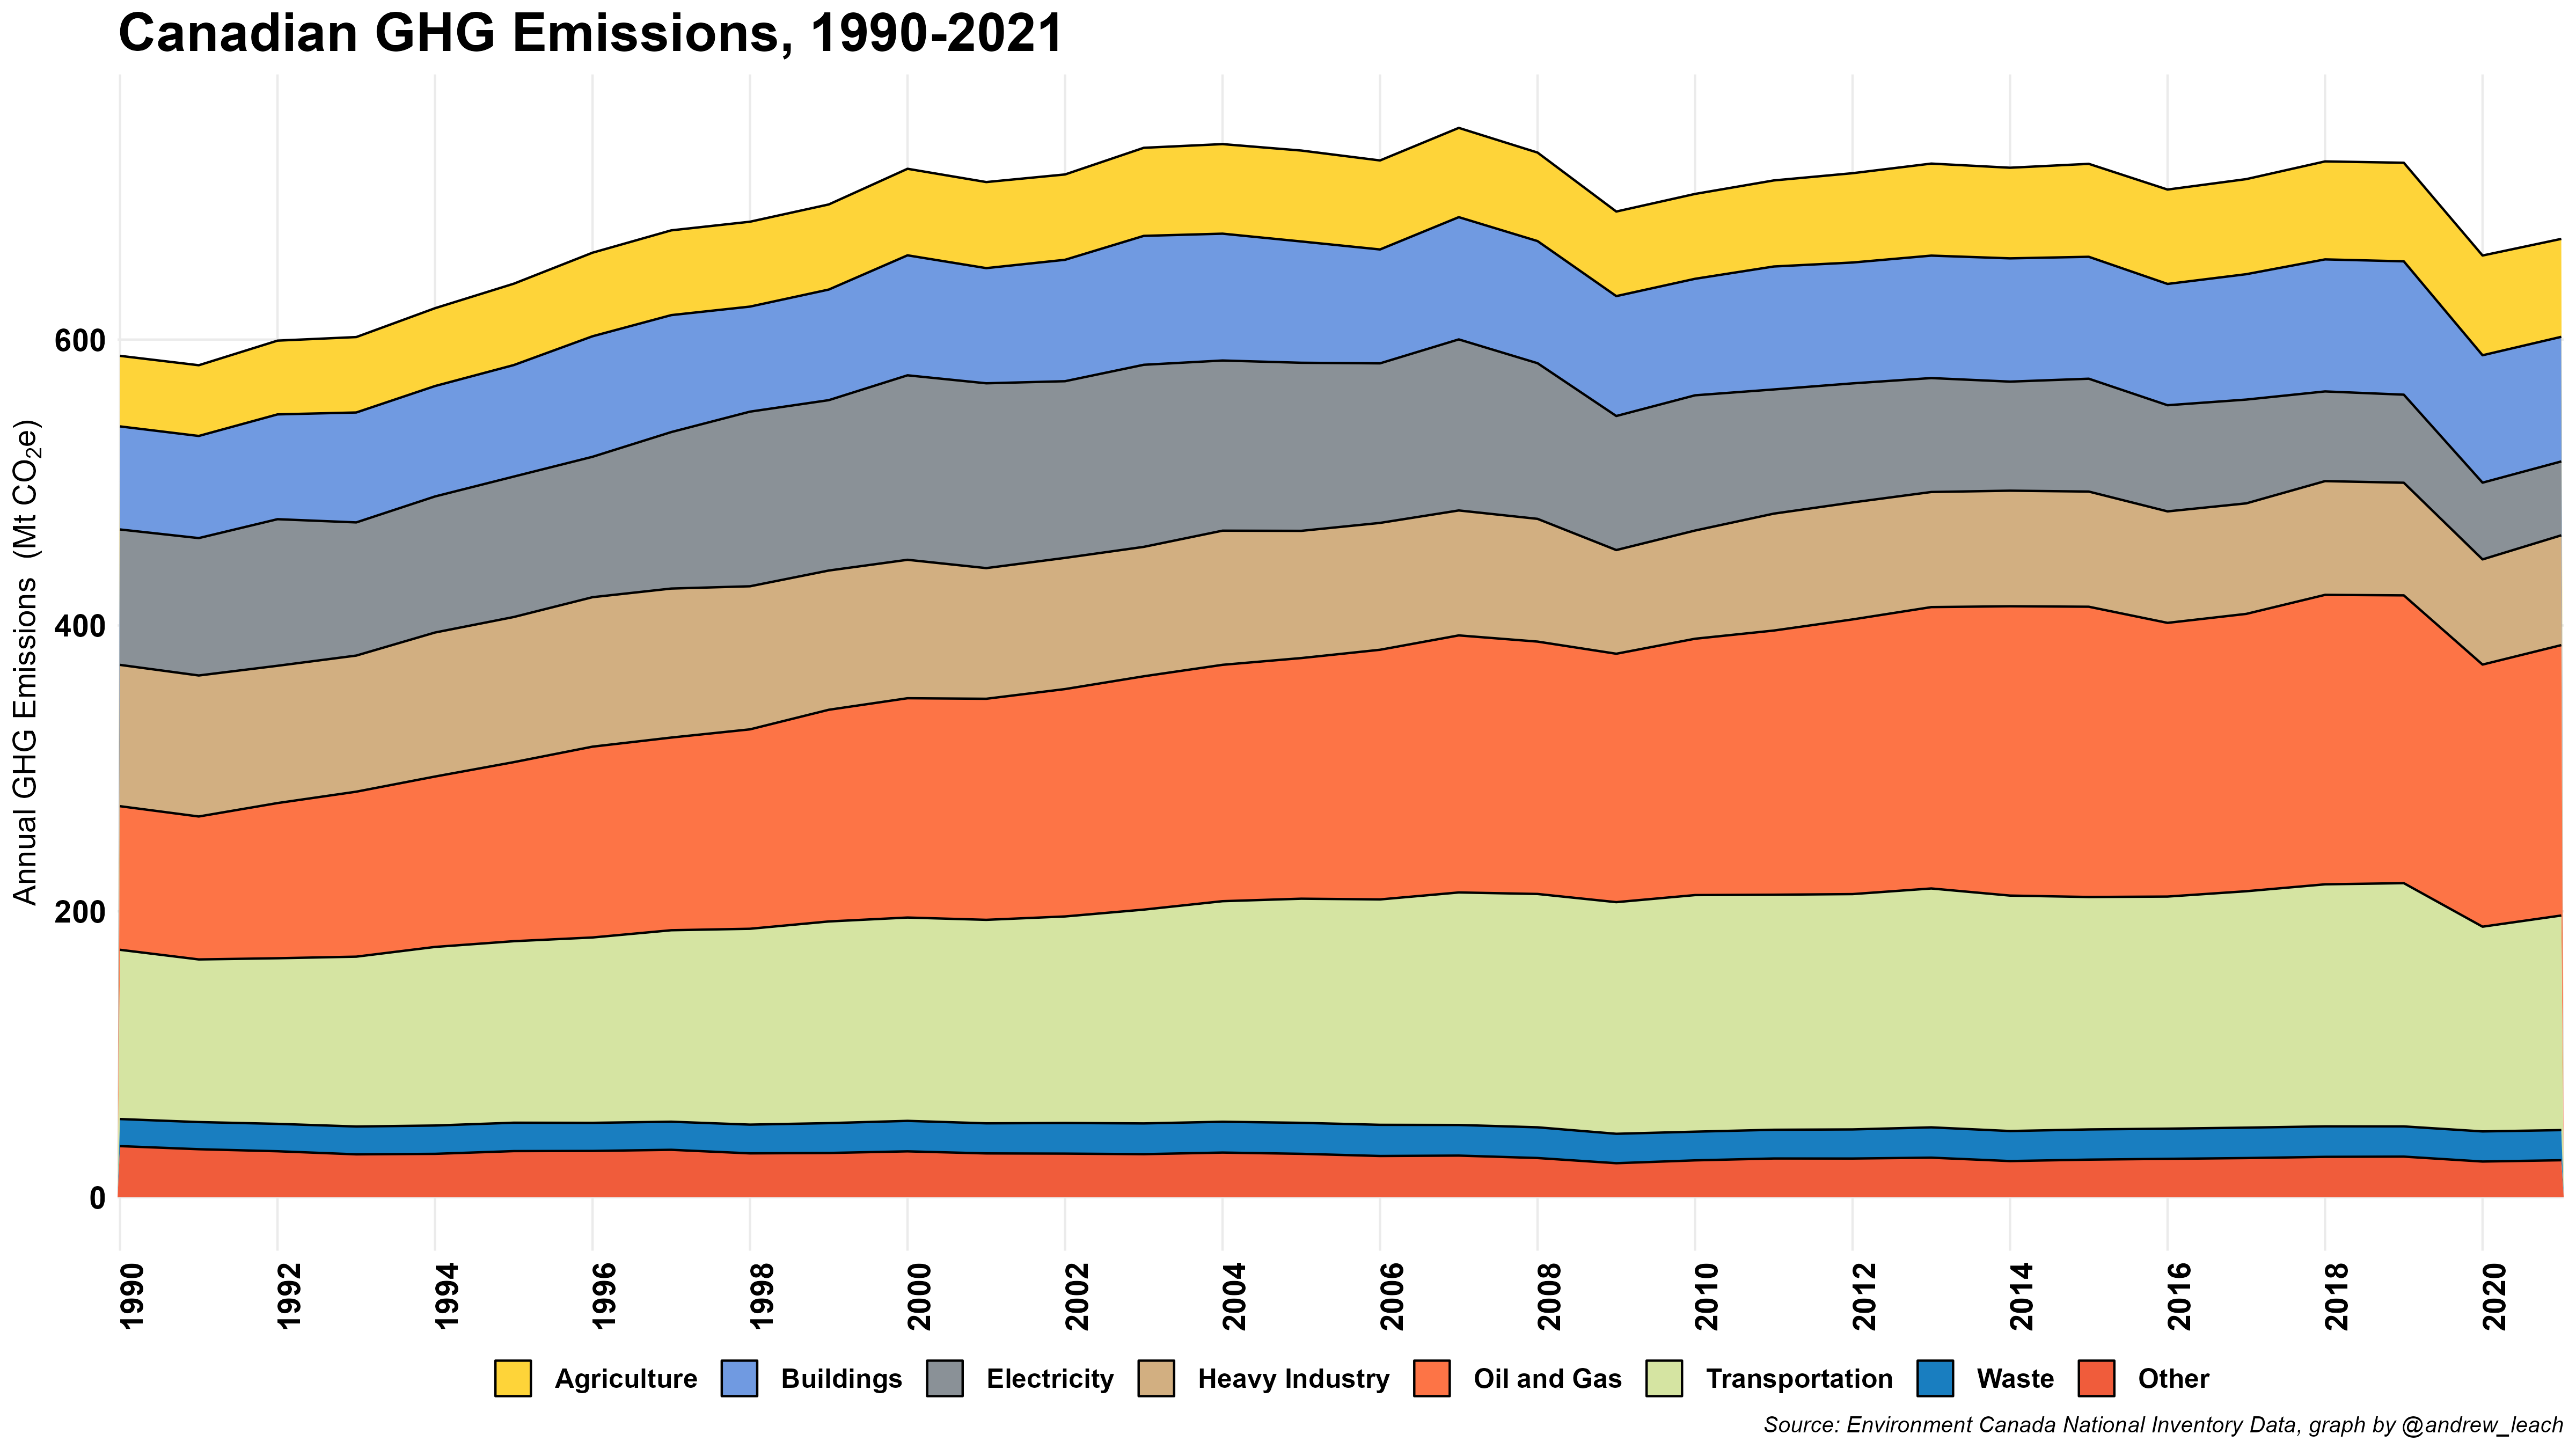 Canadian GHG Emissions, 1990-2021
Annual GHG Emissions (Mt CO₂e)
600
400
200
0
1990 1992 1994 1996 1998 2000 2002 2004 2006 2008 2010 2012 2014 2016 2018 2020
Agriculture Buildings Electricity Heavy Industry Oil and Gas Transportation Waste Other
Source: Environment Canada National Inventory Data, graph by @andrew_leach